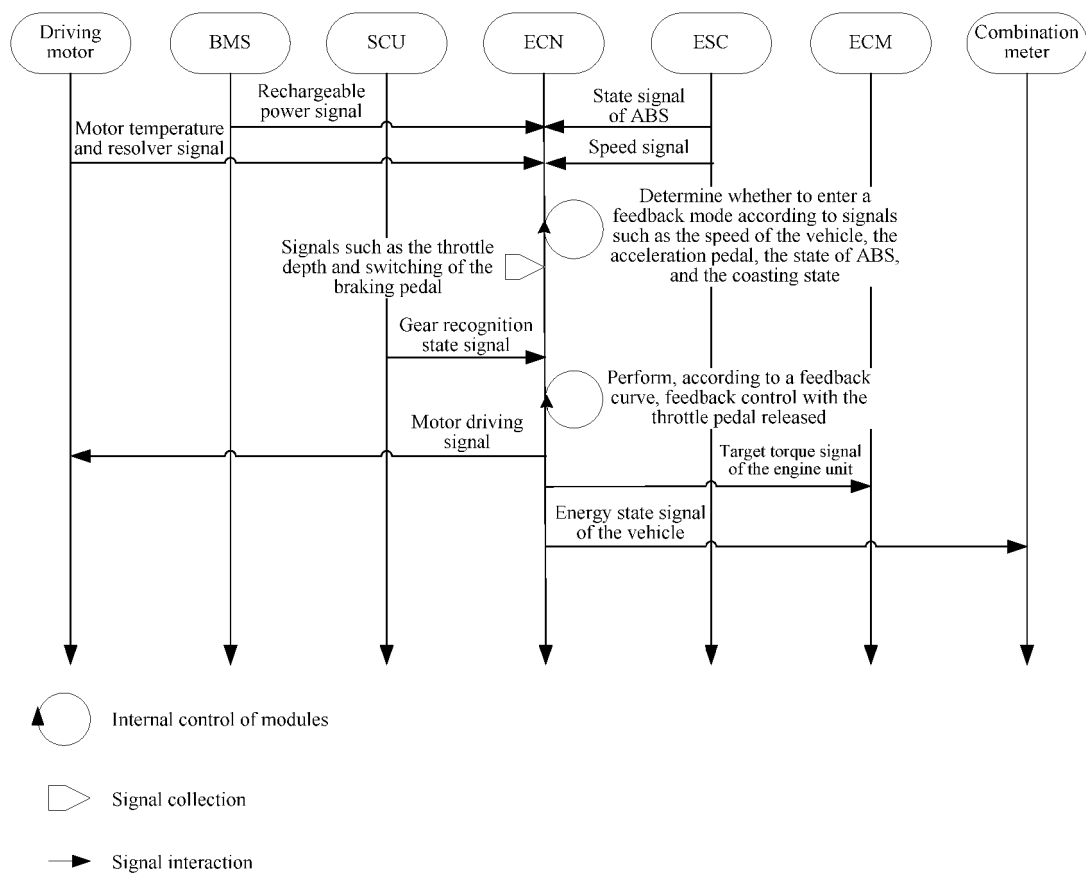 Driving
motor
BMS
SCU
ECN
ESC
ECM
Combination
meter
Rechargeable
power signal
State signal
of ABS
Motor temperature
and resolver signal
Speed signal
Determine whether to enter a
feedback mode according to signals
such as the speed of the vehicle, the
acceleration pedal, the state of ABS,
and the coasting state
Signals such as the throttle
depth and switching of the
braking pedal
Gear recognition
state signal
Perform, according to a feedback
curve, feedback control with the
throttle pedal released
Motor driving
signal
Target torque signal
of the engine unit
Energy state signal
of the vehicle
Internal control of modules
Signal collection
Signal interaction